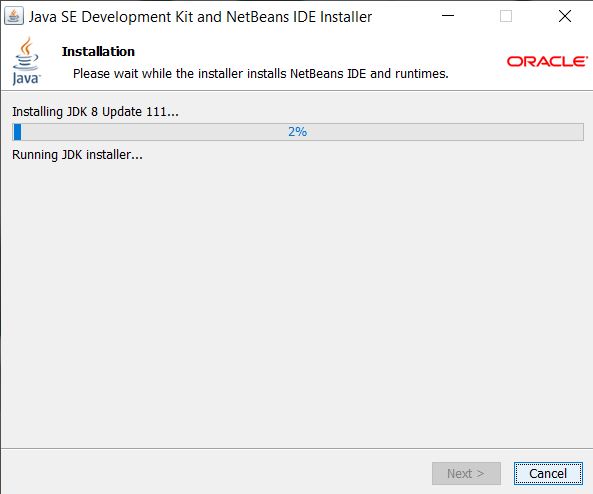 Java SE Development Kit and NetBeans IDE Installer
Installation
Please wait while the installer installs NetBeans IDE and runtimes.
Java™
ORACLE®
Installing JDK 8 Update 111...
2%
Running JDK installer...
Next >
Cancel